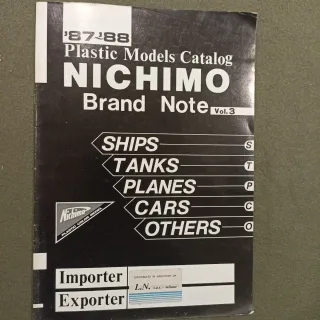 '87-'88
Plastic Models Catalog
NICHIMO
Brand Note Vol.3
SHIPS S
TANKS T
PLANES P
CARS C
OTHERS O
Nichimo
Importer
Exporter
L.N.